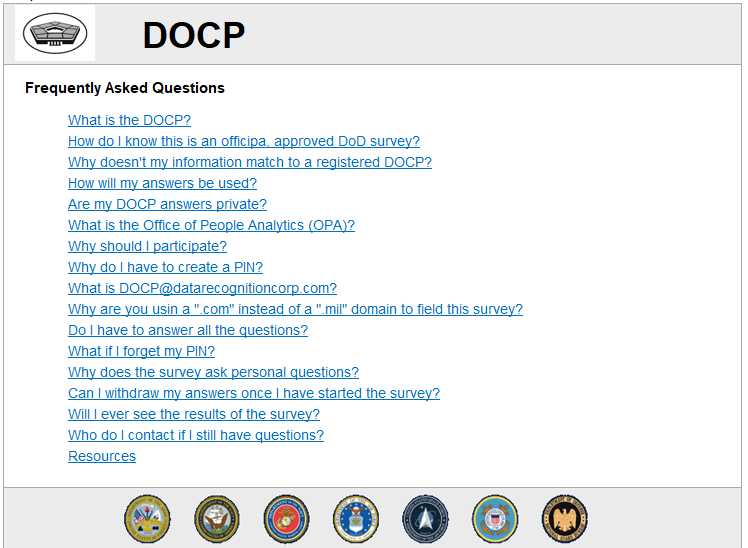 DOCP
Frequently Asked Questions
What is the DOCP?
How do I know this is an officipa, approved DoD survey?
Why doesn't my information match to a registered DOCP?
How will my answers be used?
Are my DOCP answers private?
What is the Office of People Analytics (OPA)?
Why should I participate?
Why do I have to create a PIN?
What is DOCP@datarecognitioncorp.com?
Why are you usin a ".com" instead of a ".mil" domain to field this survey?
Do I have to answer all the questions?
What if I forget my PIN?
Why does the survey ask personal questions?
Can I withdraw my answers once I have started the survey?
Will I ever see the results of the survey?
Who do I contact if I still have questions?
Resources